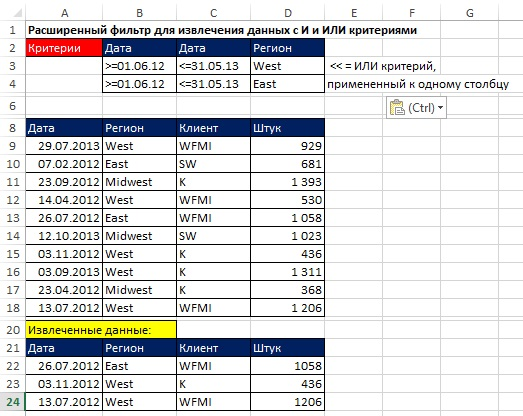 A B C D E F G
1 Расширенный фильтр для извлечения данных с И и ИЛИ критериями
2 Критерии Дата Дата Регион
3 >=01.06.12 <=31.05.13 West << = ИЛИ критерий,
4 >=01.06.12 <=31.05.13 East примененный к одному столбцу
6 (Ctrl)
8 Дата Регион Клиент Штук
9 29.07.2013 West WFMI 929
10 07.02.2012 East SW 681
11 23.09.2012 Midwest K 1 393
12 14.04.2012 West WFMI 530
13 26.07.2012 East WFMI 1 058
14 12.10.2013 Midwest SW 1 023
15 03.11.2012 West K 436
16 03.09.2013 West K 1 311
17 23.04.2012 Midwest K 368
18 13.07.2012 West WFMI 1 206
20 Извлеченные данные:
21 Дата Регион Клиент Штук
22 26.07.2012 East WFMI 1058
23 03.11.2012 West K 436
24 13.07.2012 West WFMI 1206